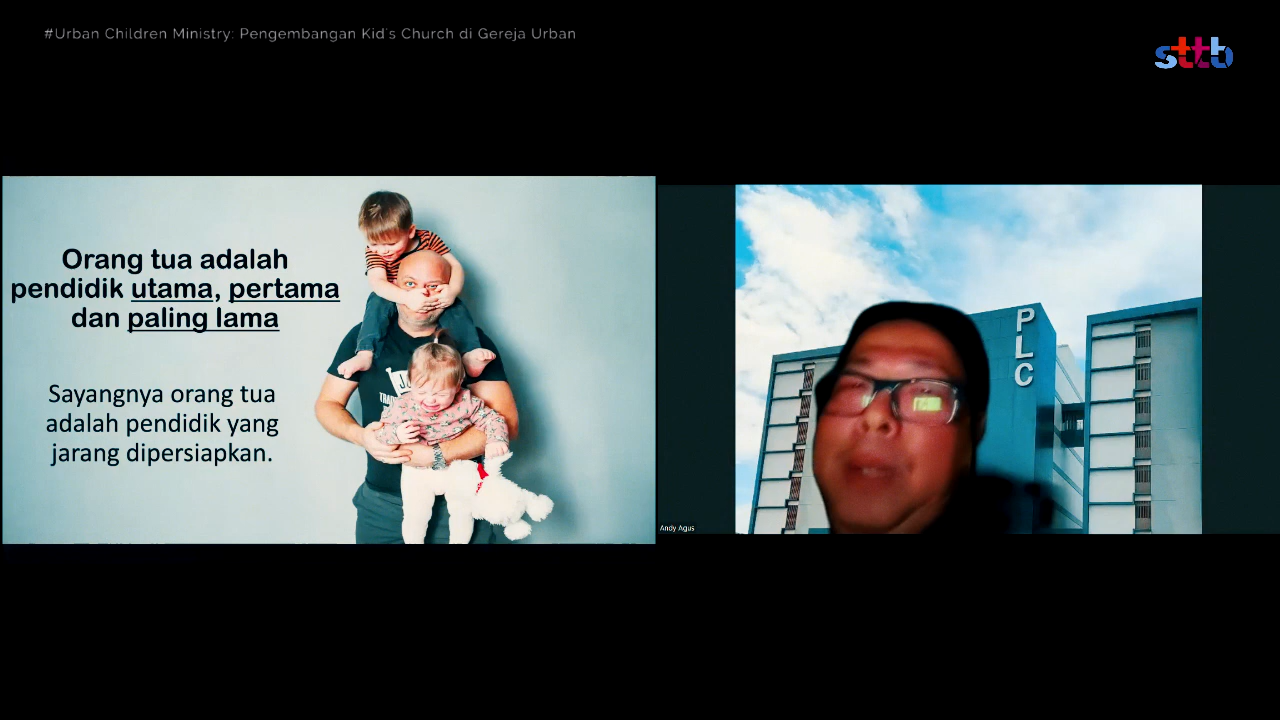 #Urban Children Ministry: Pengembangan Kid's Church di Gereja Urban
sttb
Orang tua adalah
pendidik utama, pertama
dan paling lama
Sayangnya orang tua
adalah pendidik yang
jarang dipersiapkan.
PLC
Andy Agus